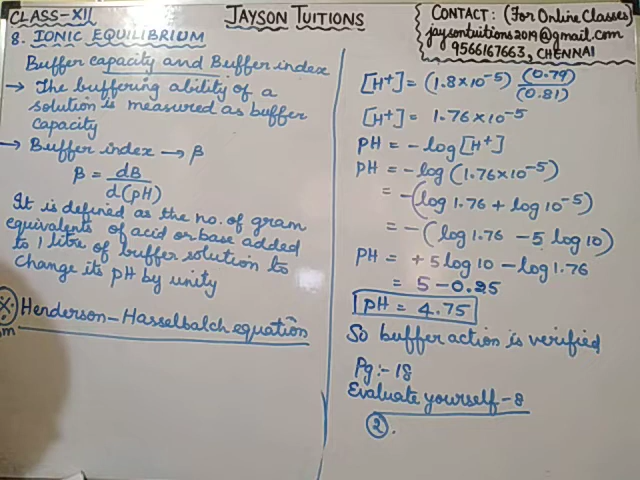 CLASS-XII
JAYSON TUITIONS
CONTACT: (For Online Classes)
jaysontuitions2019@gmail.com
9566167663, CHENNAI
8. IONIC EQUILIBRIUM
Buffer capacity and Buffer index
→ The buffering ability of a
solution is measured as buffer
capacity
→ Buffer index → β
β = dB / d(pH)
It is defined as the no. of gram
equivalents of acid or base added
to 1 litre of buffer solution to
change its pH by unity
Henderson-Hasselbalch equation
m
[H⁺] = (1.8×10⁻⁵) (0.79) / (0.81)
[H⁺] = 1.76×10⁻⁵
PH = -log[H⁺]
PH = -log(1.76×10⁻⁵)
= -(log 1.76 + log 10⁻⁵)
= -(log 1.76 - 5 log 10)
PH = + 5 log 10 - log 1.76
= 5 - 0.25
pH = 4.75
So buffer action is verified
Pg:- 18
Evaluate yourself - 8
2.